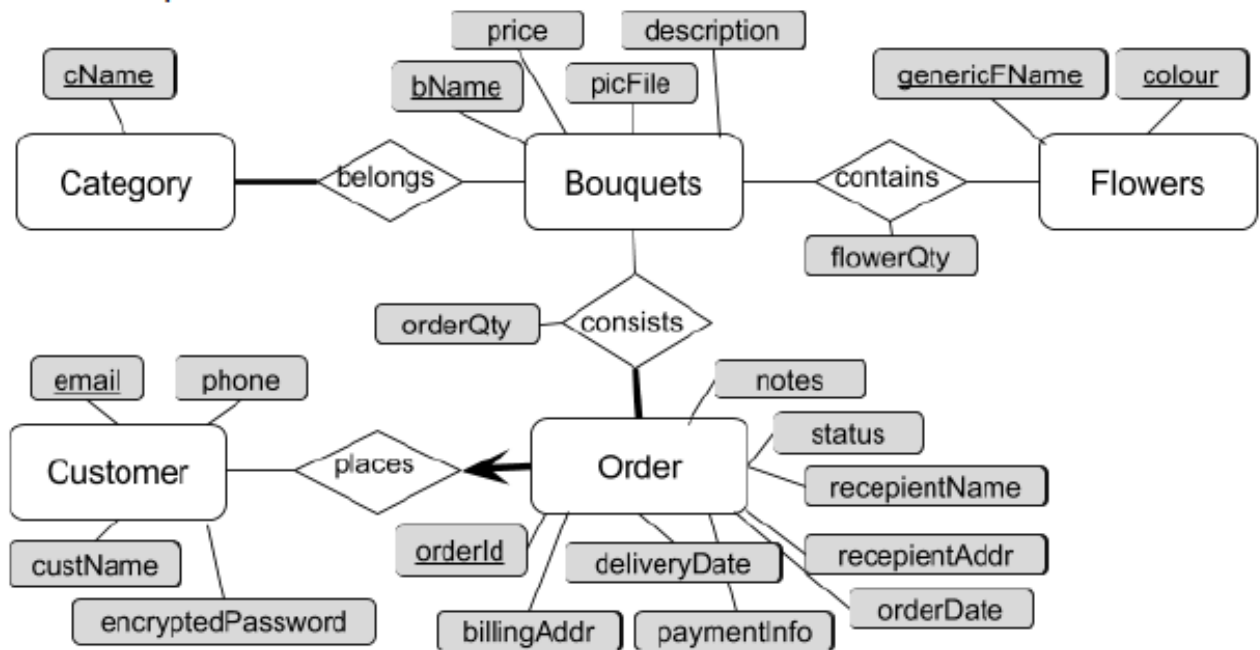 price
description
cName
bName
picFile
genericFName
colour
Category
belongs
Bouquets
contains
Flowers
flowerQty
orderQty
consists
email
phone
notes
status
Customer
places
Order
recepientName
custName
orderId
deliveryDate
recepientAddr
encryptedPassword
billingAddr
paymentInfo
orderDate